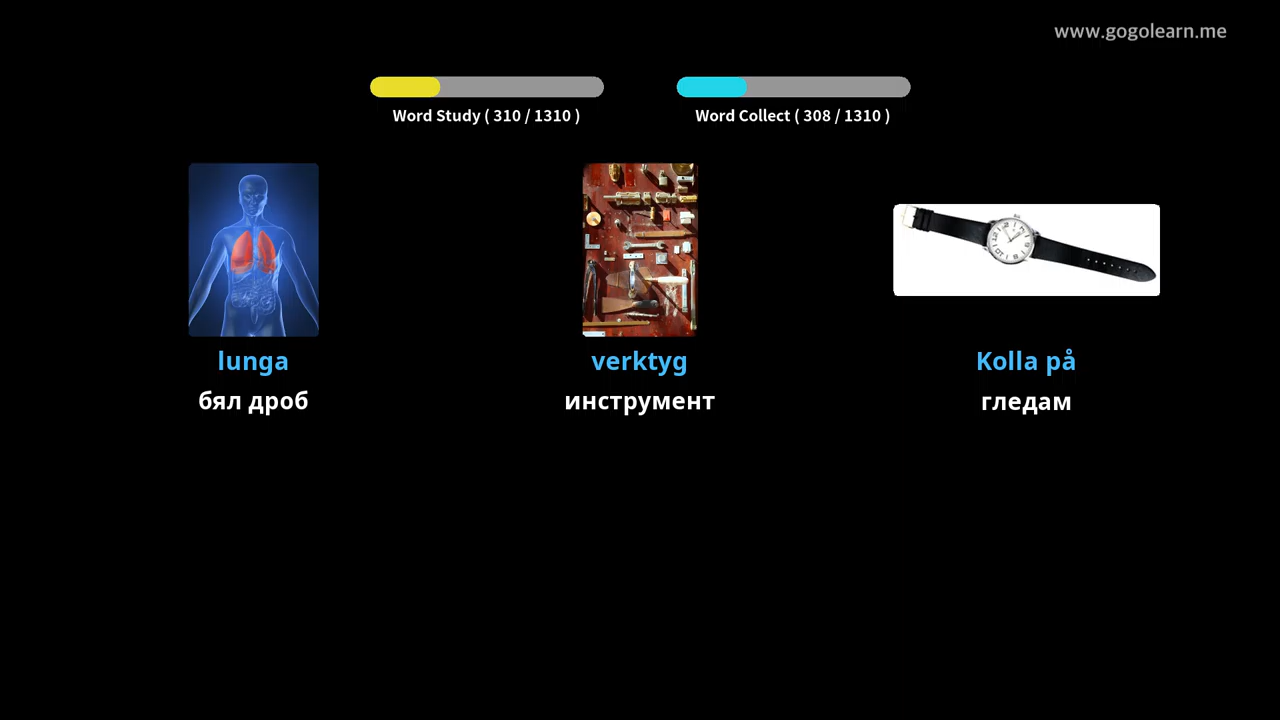 www.gogolearn.me
Word Study ( 310 / 1310 )
Word Collect ( 308 / 1310 )
lunga
verktyg
Kolla på
бял дроб
инструмент
гледам